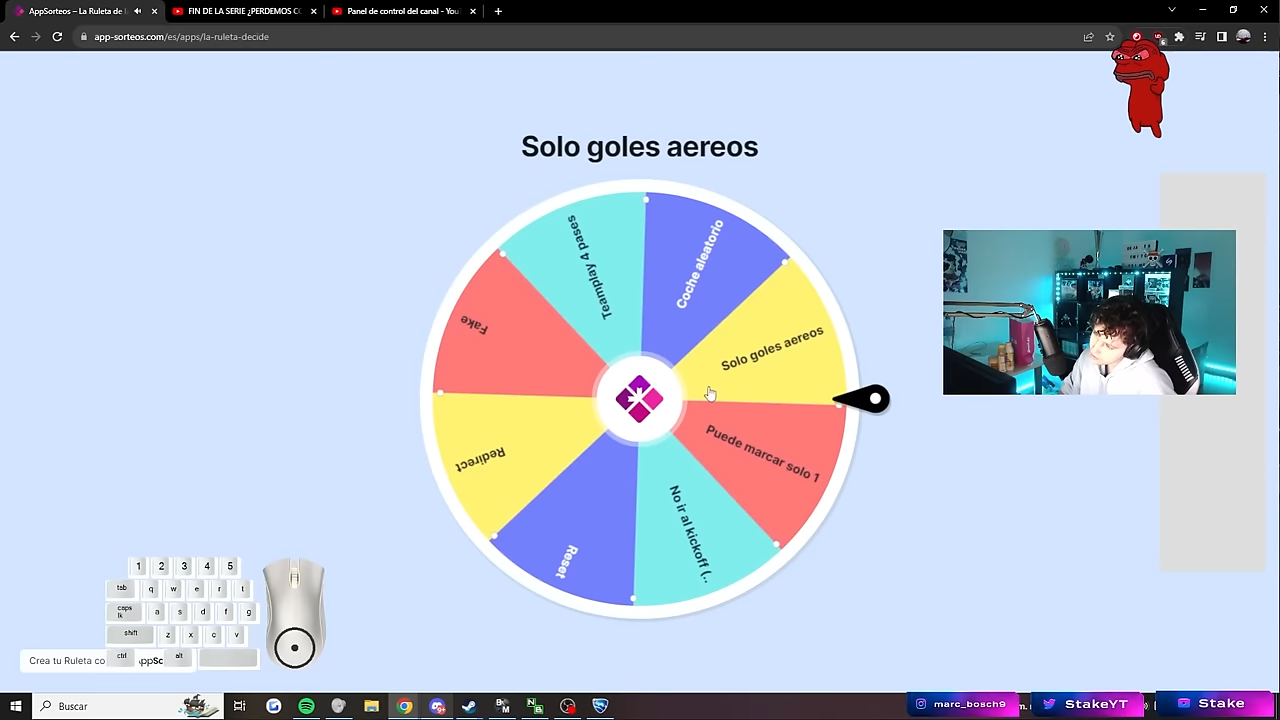 AppSorteos – La Ruleta de l
FIN DE LA SERIE ¿PERDEMOS CO
Panel de control del canal - You
app-sorteos.com/es/apps/la-ruleta-decide
Solo goles aereos
Teamplay 4 pases
Coche aleatorio
Fake
Solo goles aereos
Redirect
Puede marcar solo 1
Reset
No ir al kickoff (..
1 2 3 4 5
tab q w e r t
caps lk a s d f g
shift z x c v
ctrl alt
Crea tu Ruleta co
Buscar
marc_bosch9
StakeYT
Stake